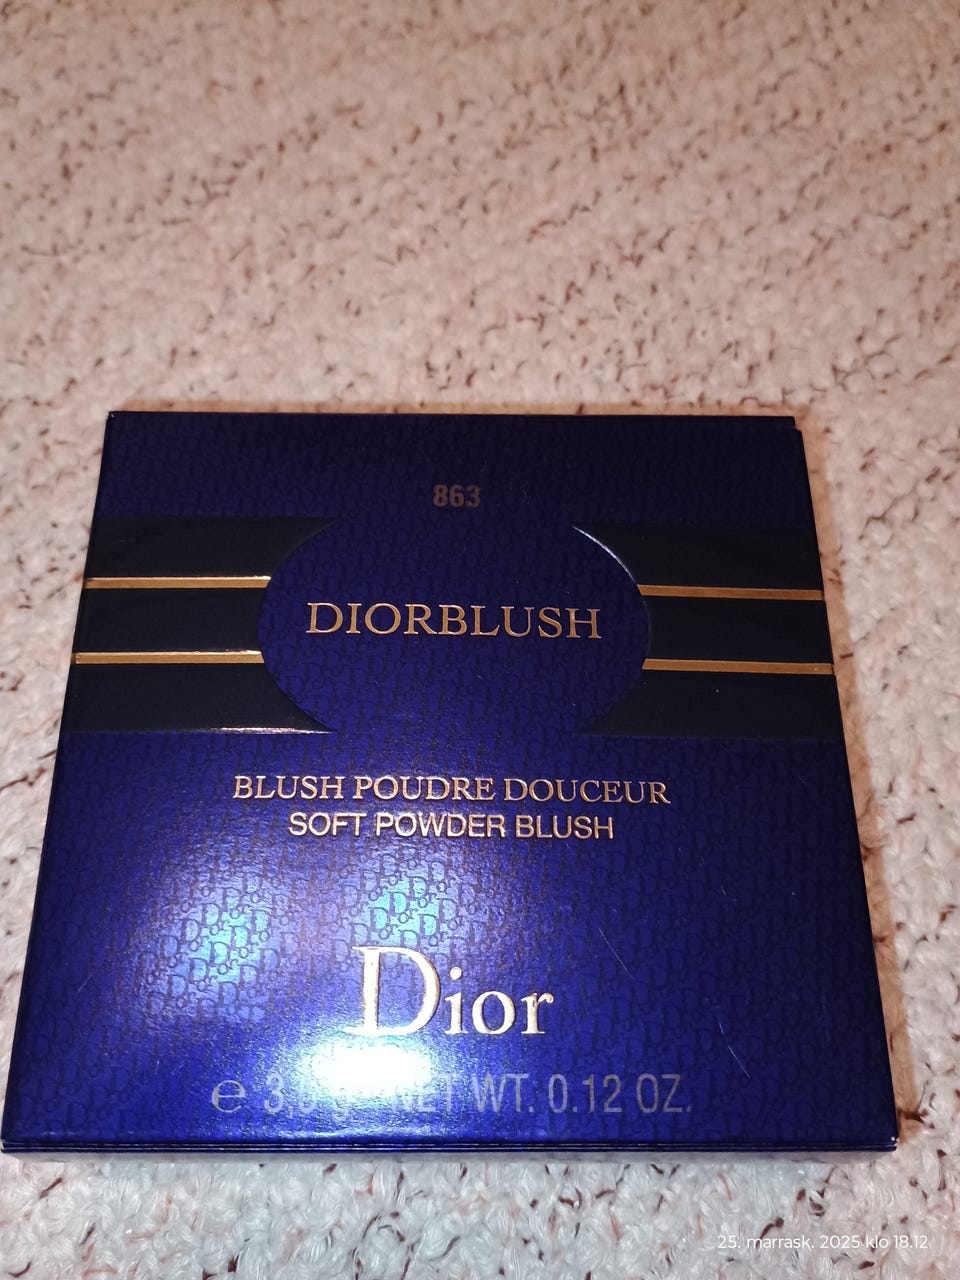 863
DIORBLUSH
BLUSH POUDRE DOUCEUR
SOFT POWDER BLUSH
Dior
e NET WT. 0.12 OZ.
25. marrask. 2025 klo 18.12